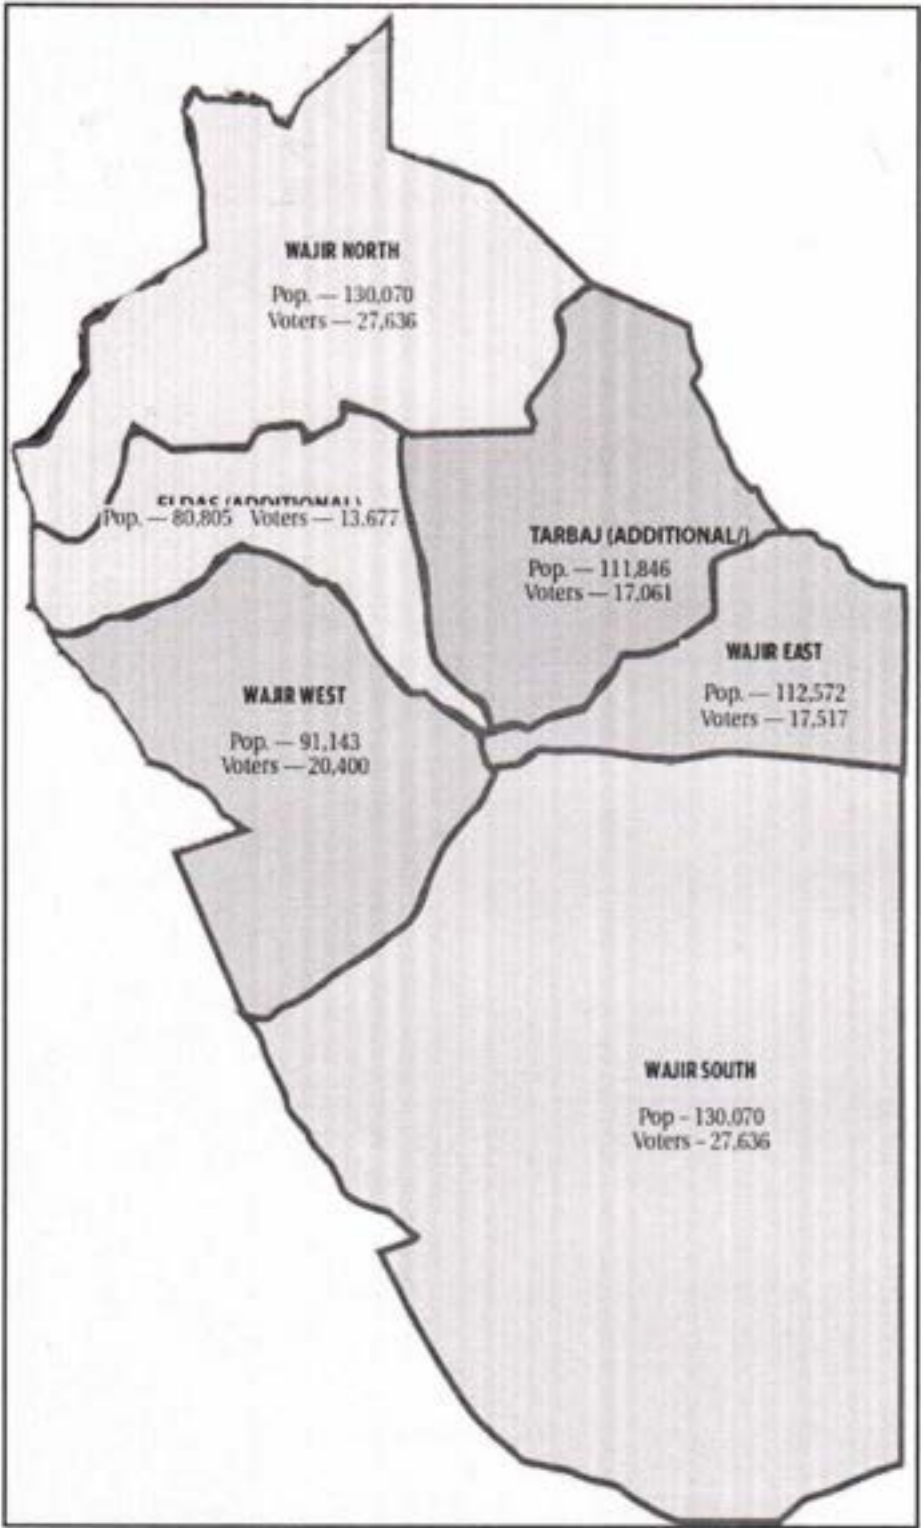 WAJIR NORTH
Pop. — 130,070
Voters — 27,636
ELDAS (ADDITIONAL)
Pop. — 80,805 Voters — 13.677
TARBAJ (ADDITIONAL/)
Pop. — 111,846
Voters — 17,061
WAJIR EAST
Pop. — 112,572
Voters — 17,517
WAJIR WEST
Pop. — 91,143
Voters — 20,400
WAJIR SOUTH
Pop – 130,070
Voters – 27,636